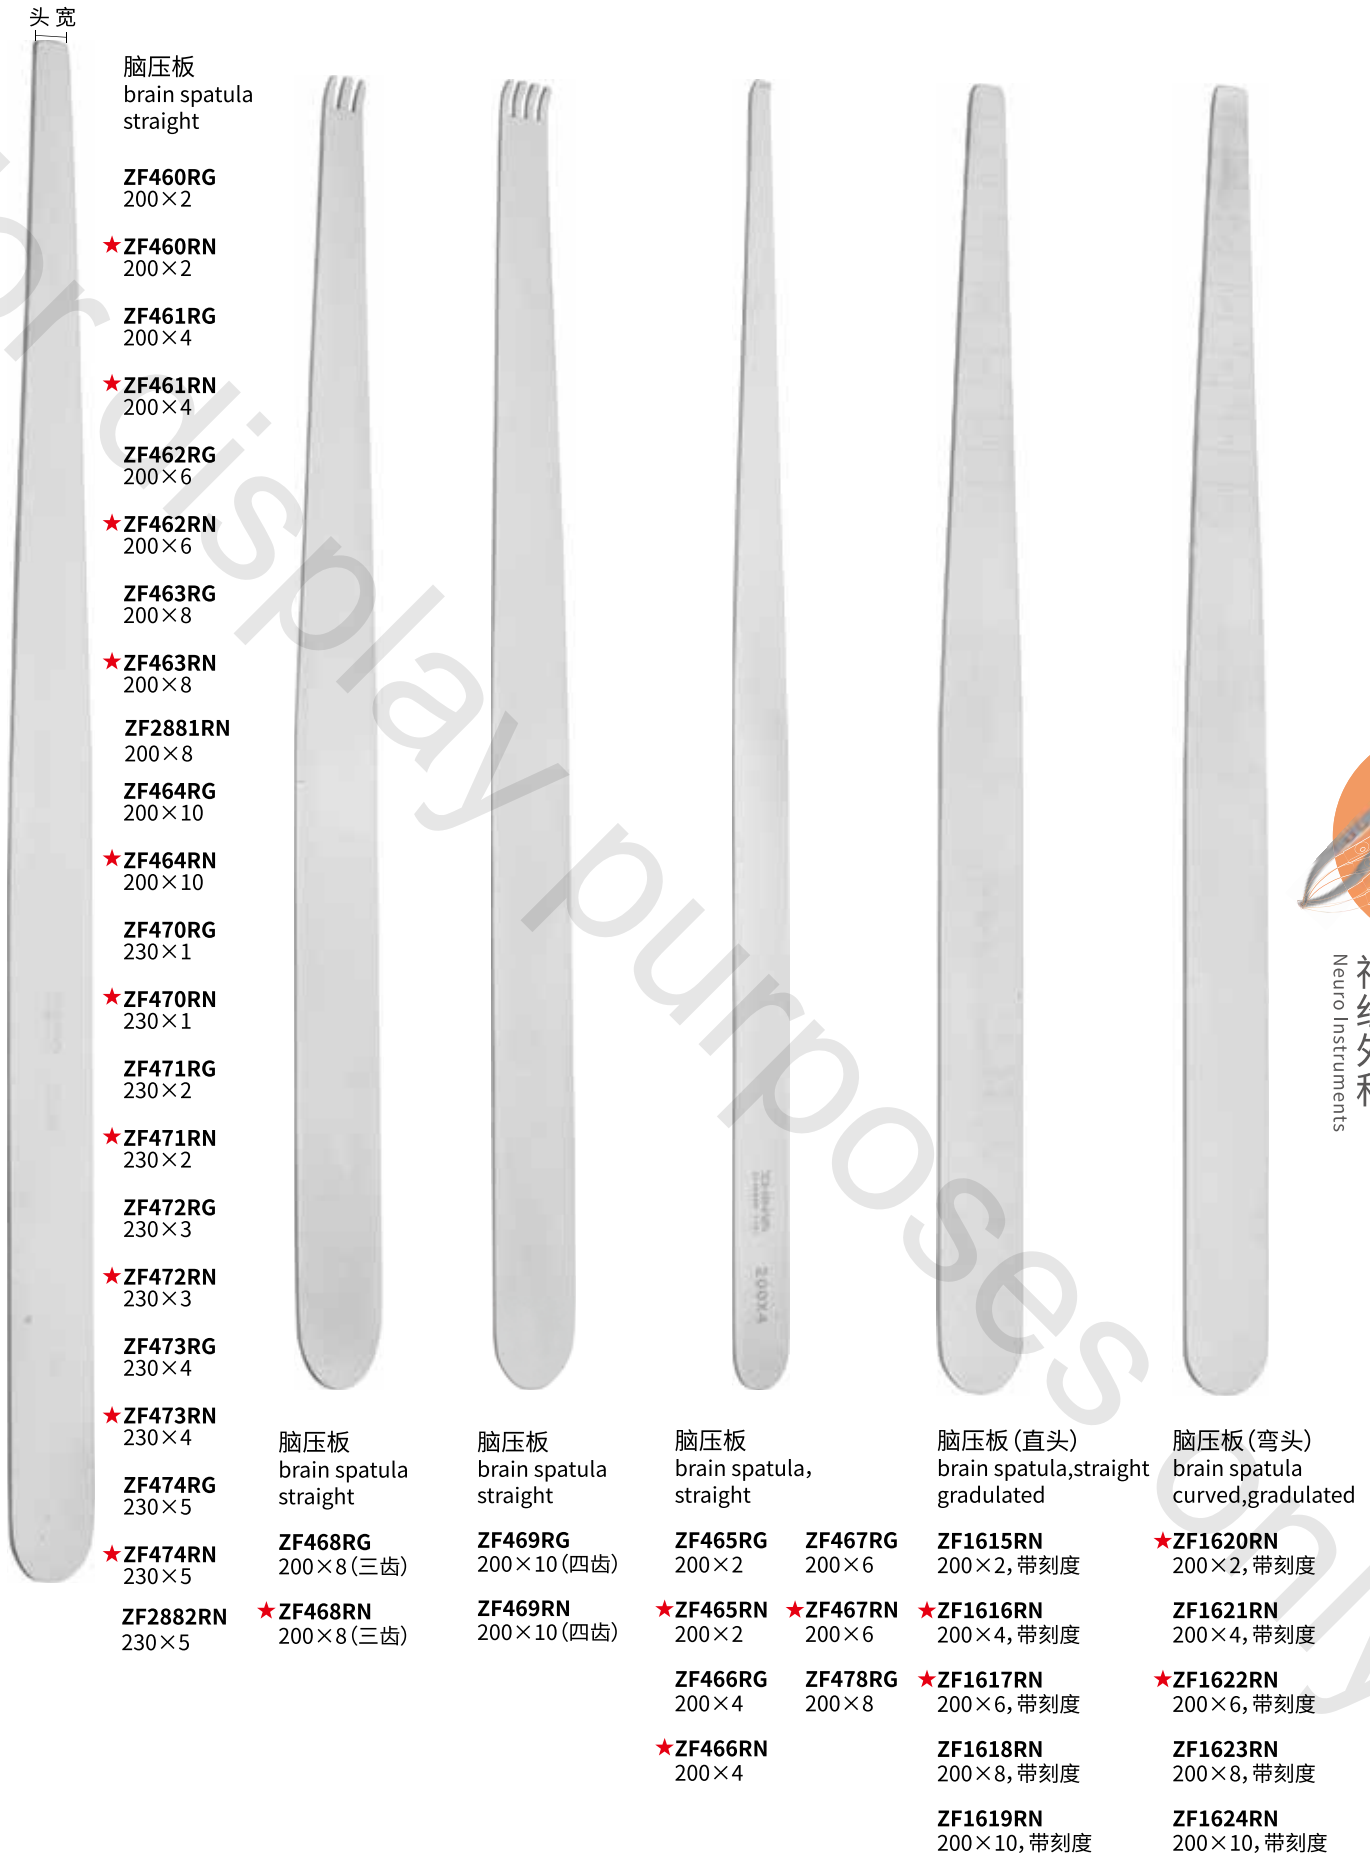 头 宽
脑压板
brain spatula
straight
ZF460RG
200×2
★ZF460RN
200×2
ZF461RG
200×4
★ZF461RN
200×4
ZF462RG
200×6
★ZF462RN
200×6
ZF463RG
200×8
★ZF463RN
200×8
ZF2881RN
200×8
ZF464RG
200×10
★ZF464RN
200×10
ZF470RG
230×1
★ZF470RN
230×1
ZF471RG
230×2
★ZF471RN
230×2
ZF472RG
230×3
★ZF472RN
230×3
ZF473RG
230×4
★ZF473RN
230×4
ZF474RG
230×5
★ZF474RN
230×5
ZF2882RN
230×5
脑压板
brain spatula
straight
ZF468RG
200×8（三齿）
★ZF468RN
200×8（三齿）
脑压板
brain spatula
straight
ZF469RG
200×10（四齿）
ZF469RN
200×10（四齿）
200X4
脑压板
brain spatula,
straight
ZF465RG
200×2
★ZF465RN
200×2
ZF466RG
200×4
★ZF466RN
200×4
ZF467RG
200×6
★ZF467RN
200×6
ZF478RG
200×8
脑压板（直头）
brain spatula,straight
gradulated
ZF1615RN
200×2，带刻度
★ZF1616RN
200×4，带刻度
★ZF1617RN
200×6，带刻度
ZF1618RN
200×8，带刻度
ZF1619RN
200×10，带刻度
脑压板（弯头）
brain spatula
curved,gradulated
★ZF1620RN
200×2，带刻度
ZF1621RN
200×4，带刻度
★ZF1622RN
200×6，带刻度
ZF1623RN
200×8，带刻度
ZF1624RN
200×10，带刻度
Neuro Instruments
or display purposes only